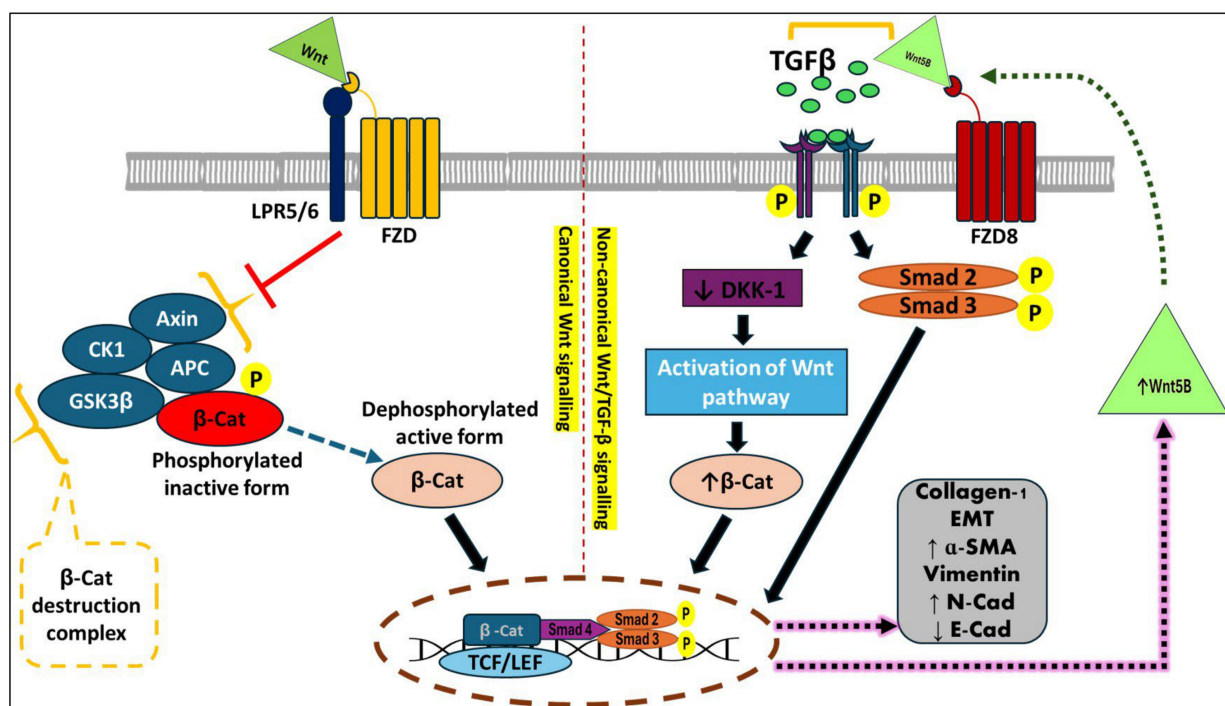 Wnt
LPR5/6
FZD
Axin
CK1
APC
P
GSK3β
β-Cat
Phosphorylated
inactive form
β-Cat
destruction
complex
Dephosphorylated
active form
β-Cat
Canonical Wnt signalling
Non-canonical Wnt/TGF-β signalling
TGFβ
Wnt5B
P
P
FZD8
↓ DKK-1
Smad 2
P
Smad 3
P
Activation of Wnt
pathway
↑β-Cat
↑Wnt5B
Collagen-1
EMT
↑ α-SMA
Vimentin
↑ N-Cad
↓ E-Cad
β -Cat
Smad 4
Smad 2
P
Smad 3
P
TCF/LEF